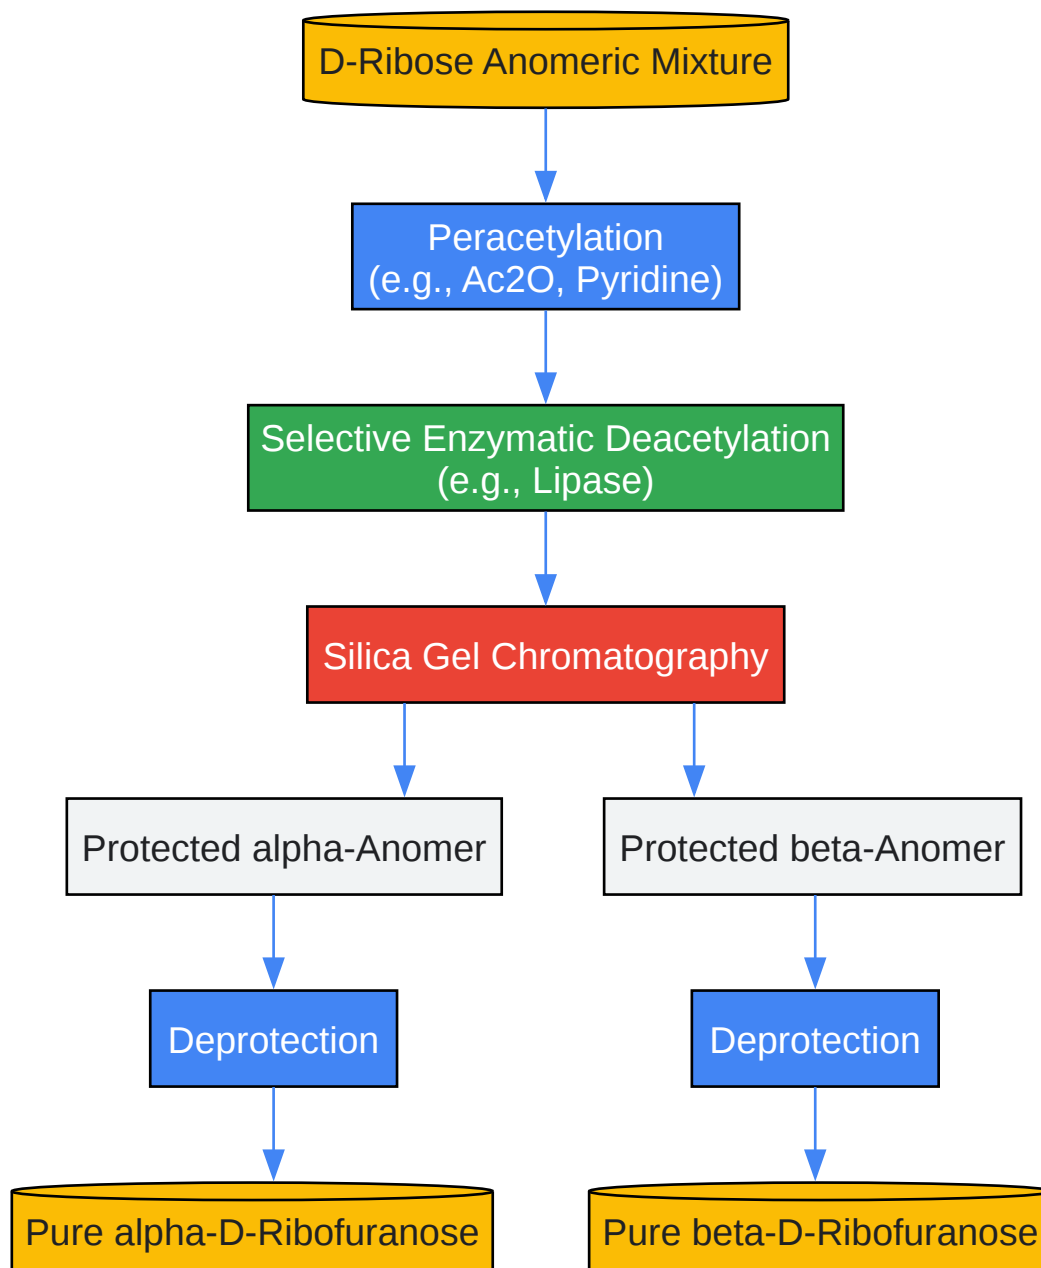 D-Ribose Anomeric Mixture
Peracetylation
(e.g., Ac2O, Pyridine)
Selective Enzymatic Deacetylation
(e.g., Lipase)
Silica Gel Chromatography
Protected alpha-Anomer
Protected beta-Anomer
Deprotection
Deprotection
Pure alpha-D-Ribofuranose
Pure beta-D-Ribofuranose